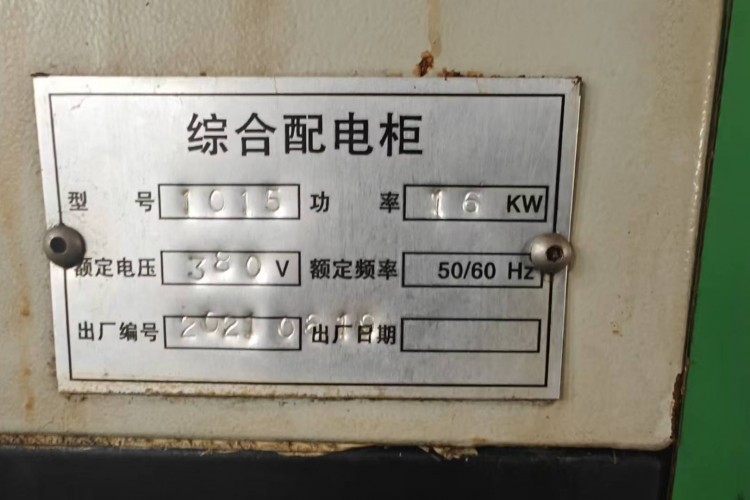 综合配电柜
型 号 1015 功 率 16 KW
额定电压 380 V 额定频率 50/60 Hz
出厂编号 2021 出厂日期